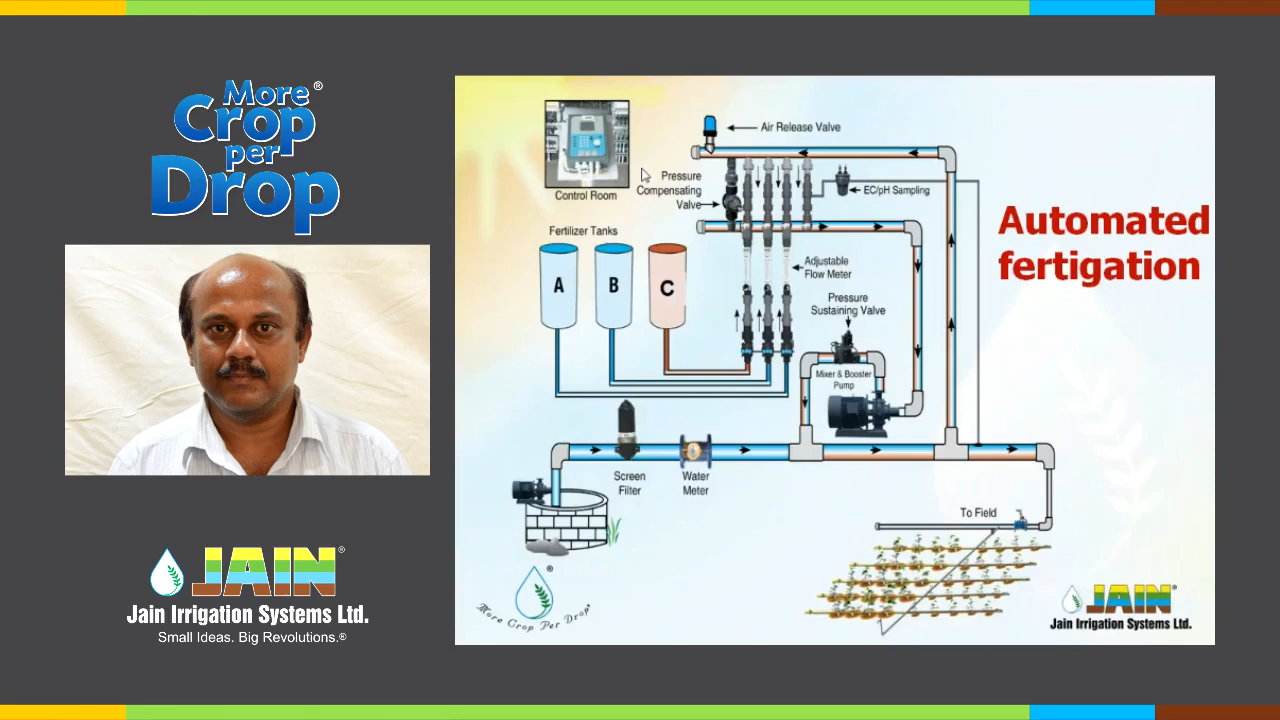 More®
Crop
per
Drop
JAIN®
Jain Irrigation Systems Ltd.
Small Ideas. Big Revolutions.®
Control Room
Air Release Valve
Pressure
Compensating
Valve
EC/pH Sampling
Automated
fertigation
Fertilizer Tanks
A
B
C
Adjustable
Flow Meter
Pressure
Sustaining Valve
Mixer & Booster
Pump
Screen
Filter
Water
Meter
To Field
More Crop Per Drop®
JAIN®
Jain Irrigation Systems Ltd.